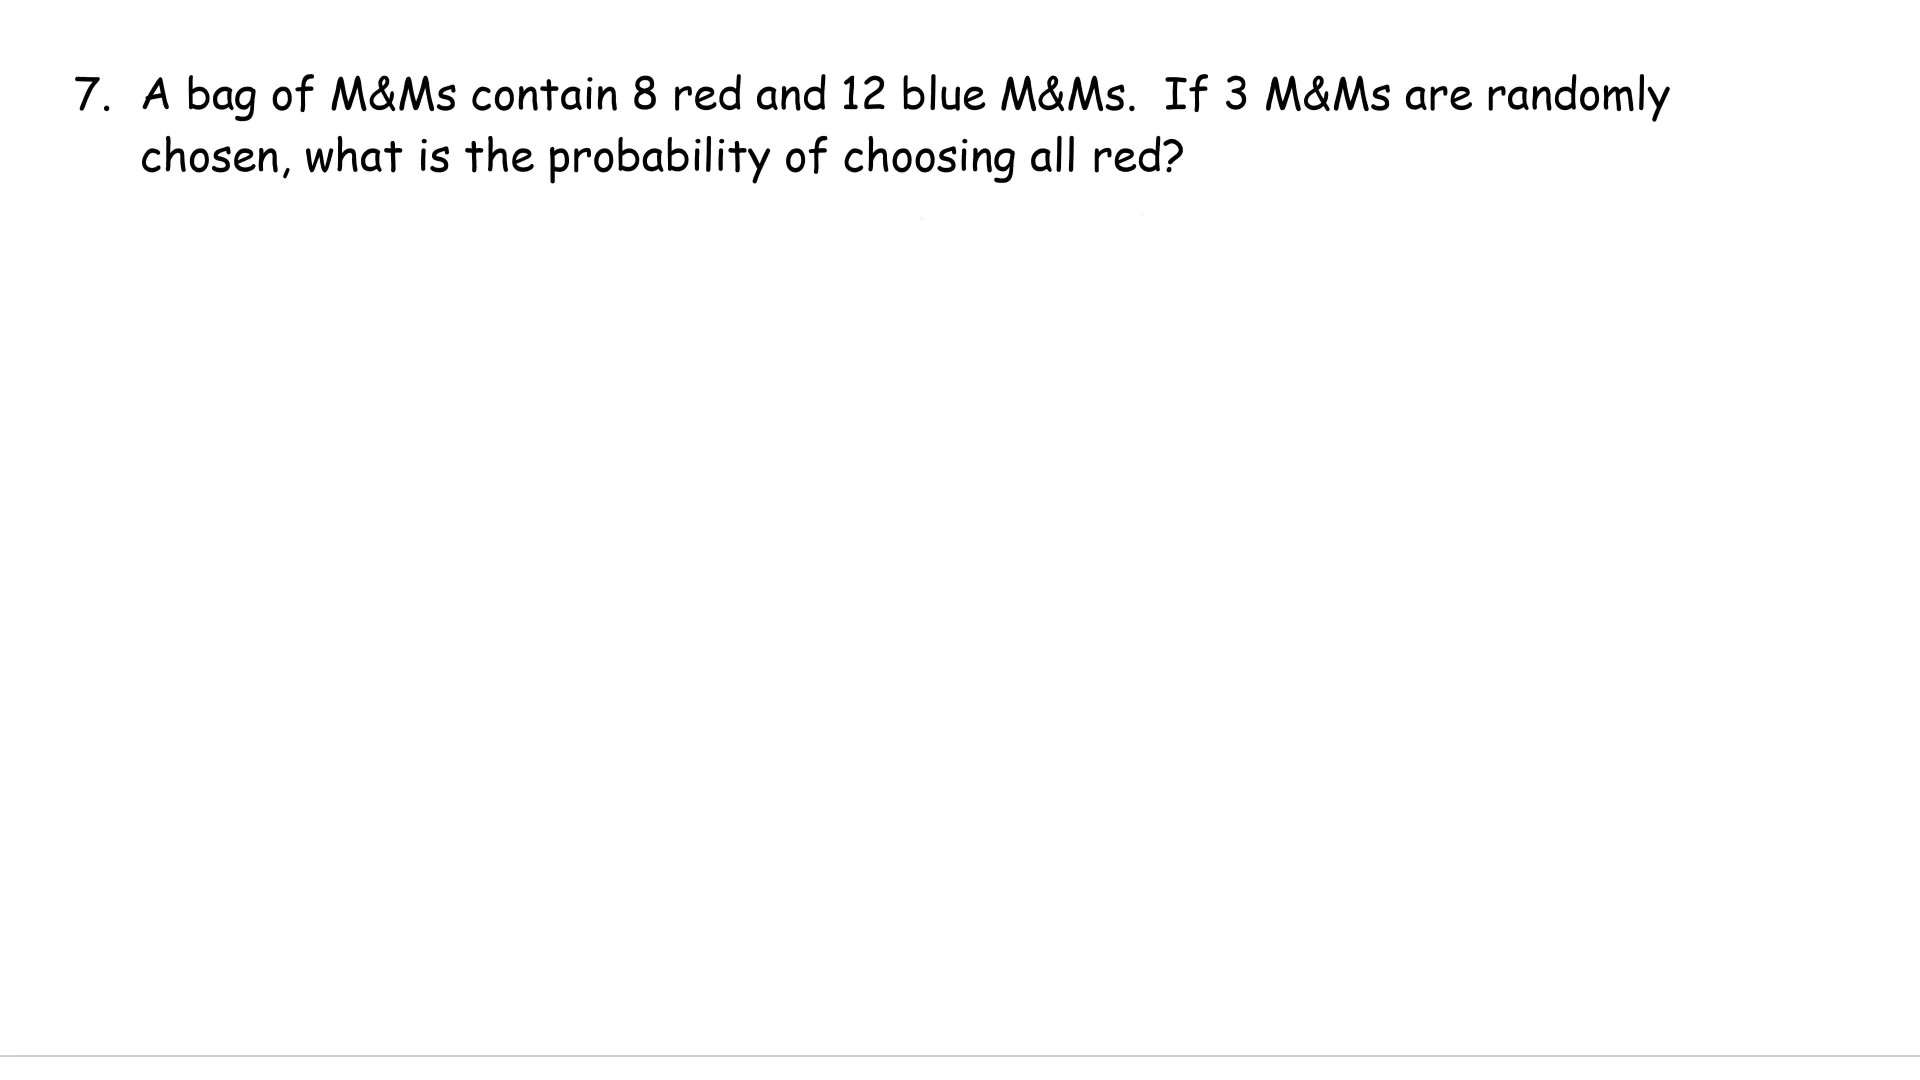 7. A bag of M&Ms contain 8 red and 12 blue M&Ms. If 3 M&Ms are randomly
chosen, what is the probability of choosing all red?